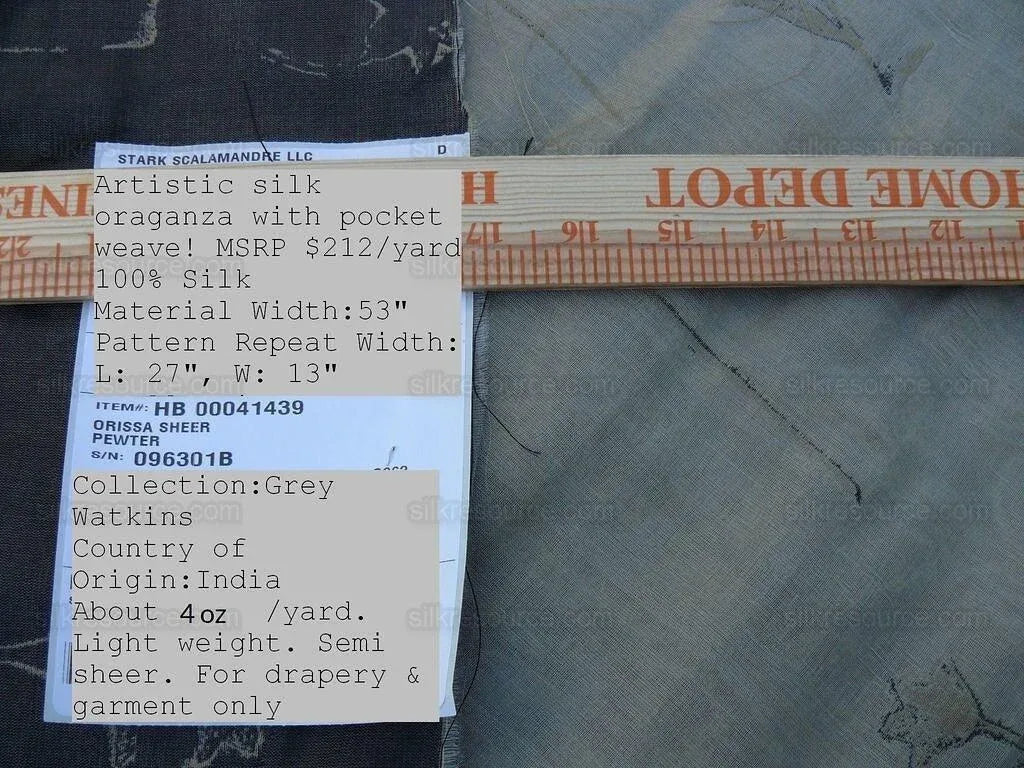 STARK SCALAMANDRE LLC
D
Artistic silk
oraganza with pocket
weave! MSRP $212/yard
100% Silk
Material Width:53"
Pattern Repeat Width:
L: 27", W: 13"
ITEM#: HB 00041439
ORISSA SHEER
PEWTER
S/N: 096301B
Collection:Grey
Watkins
Country of
Origin:India
About 4 oz /yard.
Light weight. Semi
sheer. For drapery &
garment only
HOME DEPOT
12 13 14 15 16 17
silkresource.com